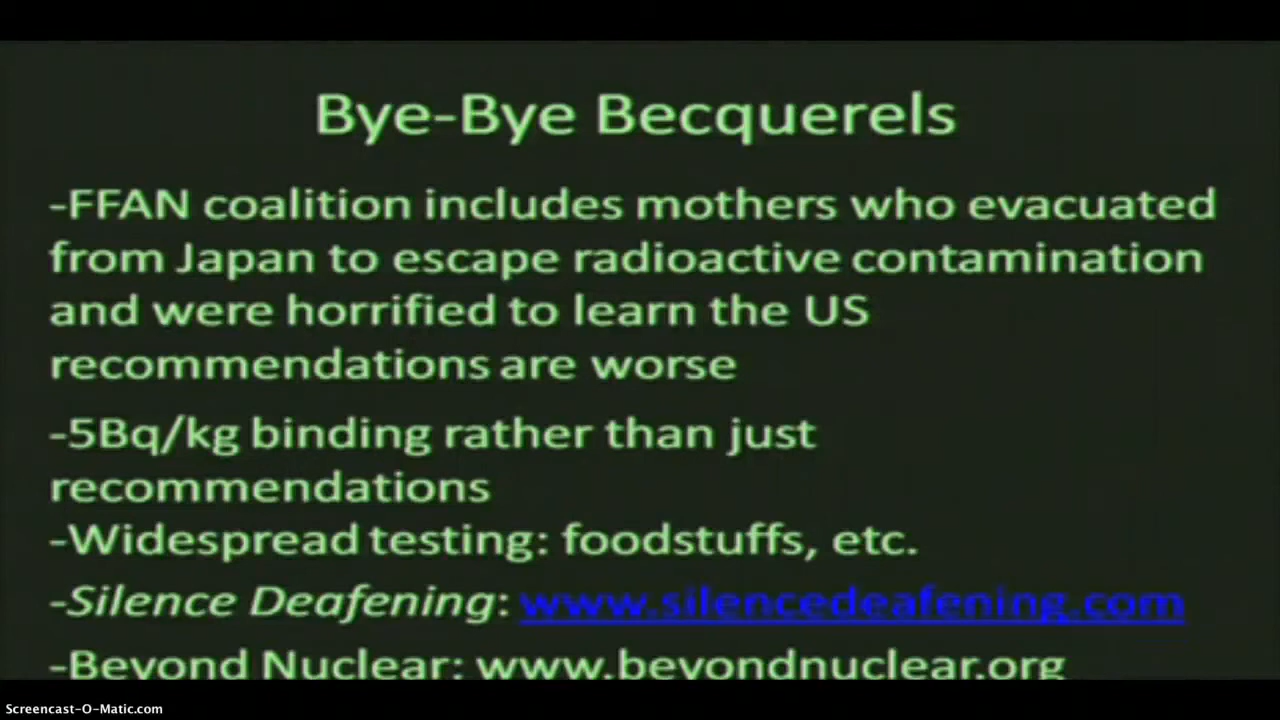 Bye-Bye Becquerels
-FFAN coalition includes mothers who evacuated
from Japan to escape radioactive contamination
and were horrified to learn the US
recommendations are worse
-5Bq/kg binding rather than just
recommendations
-Widespread testing: foodstuffs, etc.
-Silence Deafening: www.silencedeafening.com
-Beyond Nuclear: www.beyondnuclear.org
Screencast-O-Matic.com